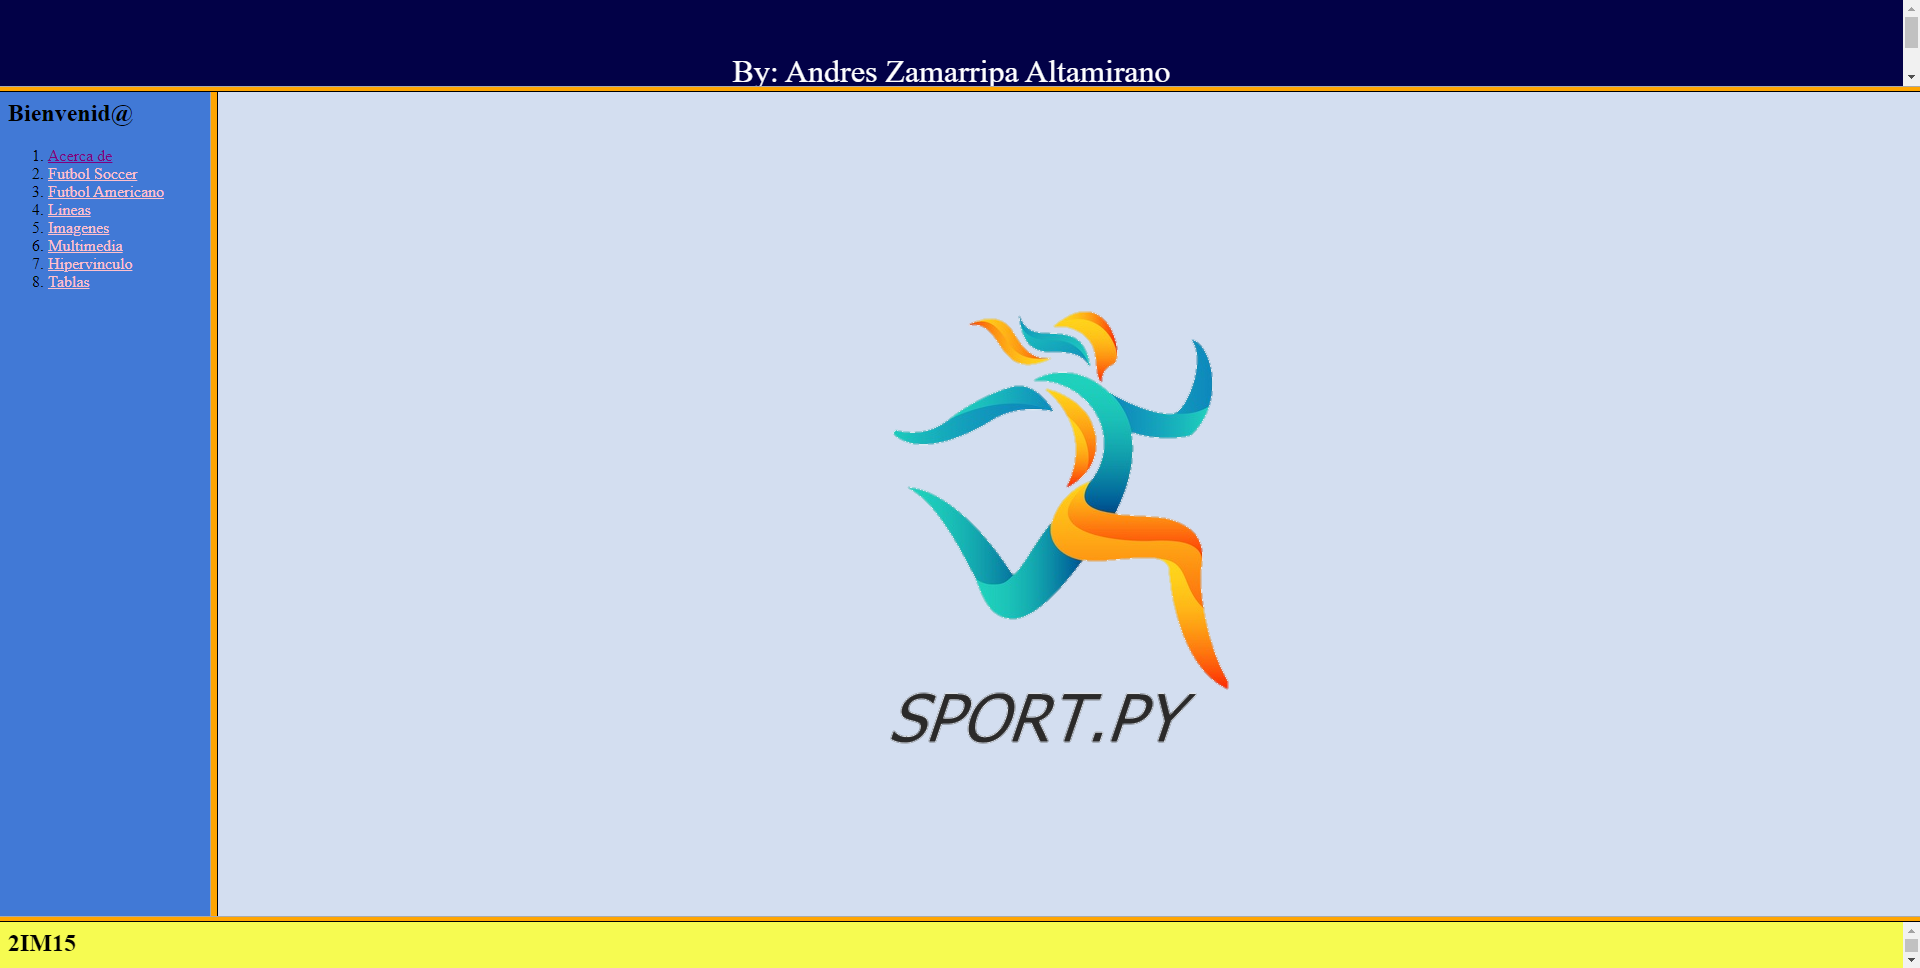 By: Andres Zamarripa Altamirano
Bienvenid@
1. Acerca de
2. Futbol Soccer
3. Futbol Americano
4. Lineas
5. Imagenes
6. Multimedia
7. Hipervinculo
8. Tablas
SPORT.PY
2IM15